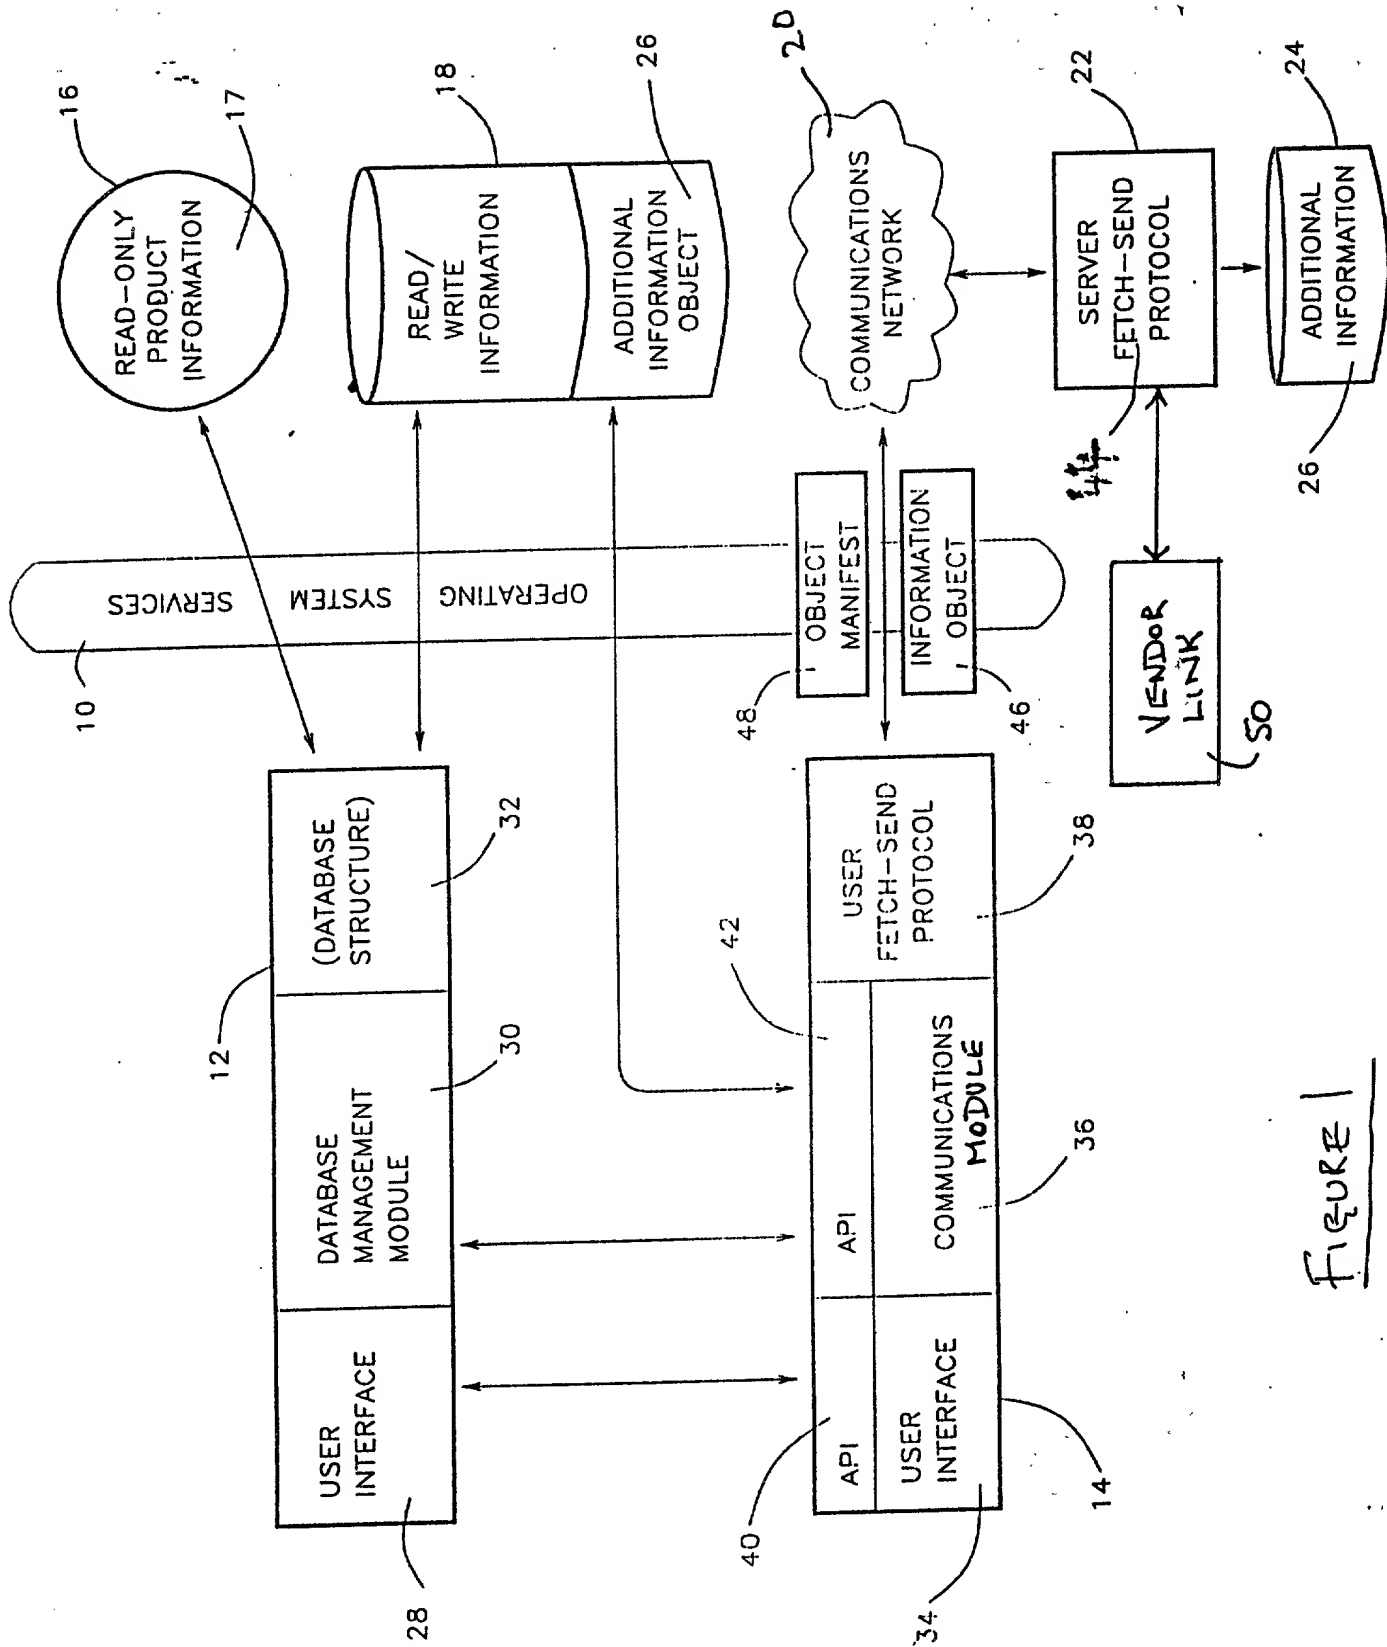 28
USER
INTERFACE
12
DATABASE
MANAGEMENT
MODULE
30
(DATABASE
STRUCTURE)
32
10
OPERATING SYSTEM SERVICES
16
READ-ONLY
PRODUCT
INFORMATION
17
READ/
WRITE
INFORMATION
18
ADDITIONAL
INFORMATION
OBJECT
26
40
API
USER
INTERFACE
34
14
42
API
COMMUNICATIONS
MODULE
36
USER
FETCH-SEND
PROTOCOL
38
48
OBJECT
MANIFEST
INFORMATION
OBJECT
46
20
COMMUNICATIONS
NETWORK
SERVER
FETCH-SEND
PROTOCOL
22
44
VENDOR
LINK
50
ADDITIONAL
INFORMATION
24
26
FIGURE 1